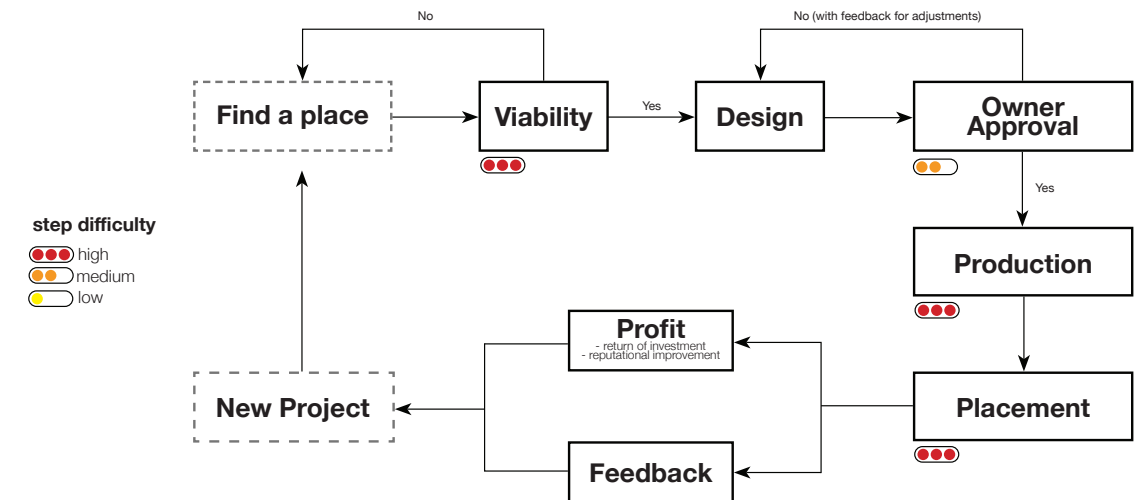 No
No (with feedback for adjustments)
Find a place
Viability
Yes
Design
Owner
Approval
Yes
step difficulty
high
medium
low
Production
Profit
- return of investment
- reputational improvement
New Project
Placement
Feedback